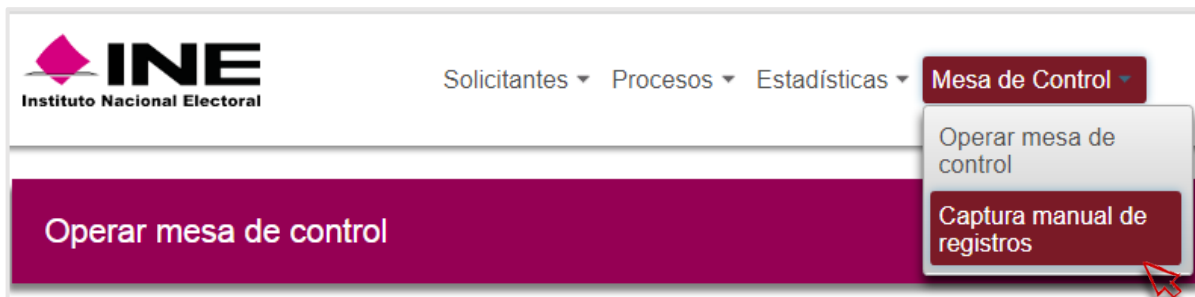 INE
Instituto Nacional Electoral
Solicitantes Procesos Estadísticas Mesa de Control
Operar mesa de
control
Captura manual de
registros
Operar mesa de control